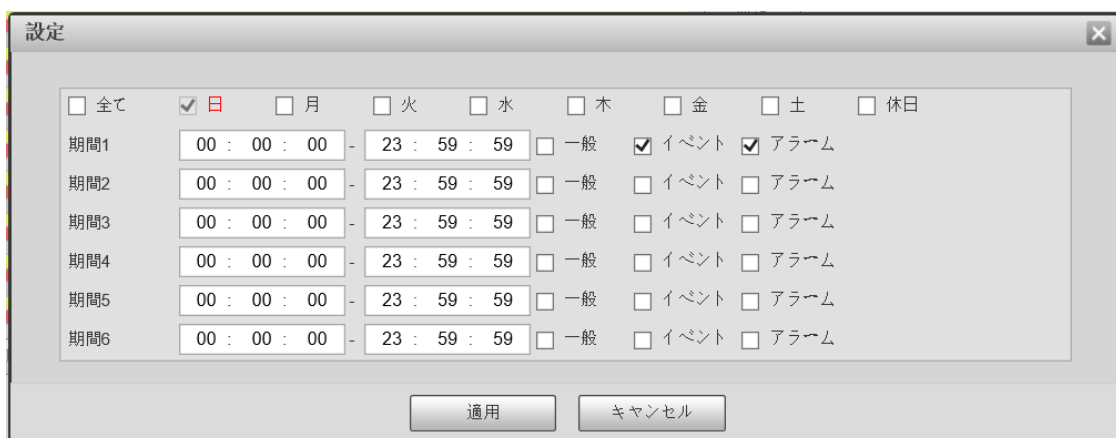 設定
全て 日 月 火 水 木 金 土 休日
期間1 00 : 00 : 00 - 23 : 59 : 59 一般 イベント アラーム
期間2 00 : 00 : 00 - 23 : 59 : 59 一般 イベント アラーム
期間3 00 : 00 : 00 - 23 : 59 : 59 一般 イベント アラーム
期間4 00 : 00 : 00 - 23 : 59 : 59 一般 イベント アラーム
期間5 00 : 00 : 00 - 23 : 59 : 59 一般 イベント アラーム
期間6 00 : 00 : 00 - 23 : 59 : 59 一般 イベント アラーム
適用 キャンセル